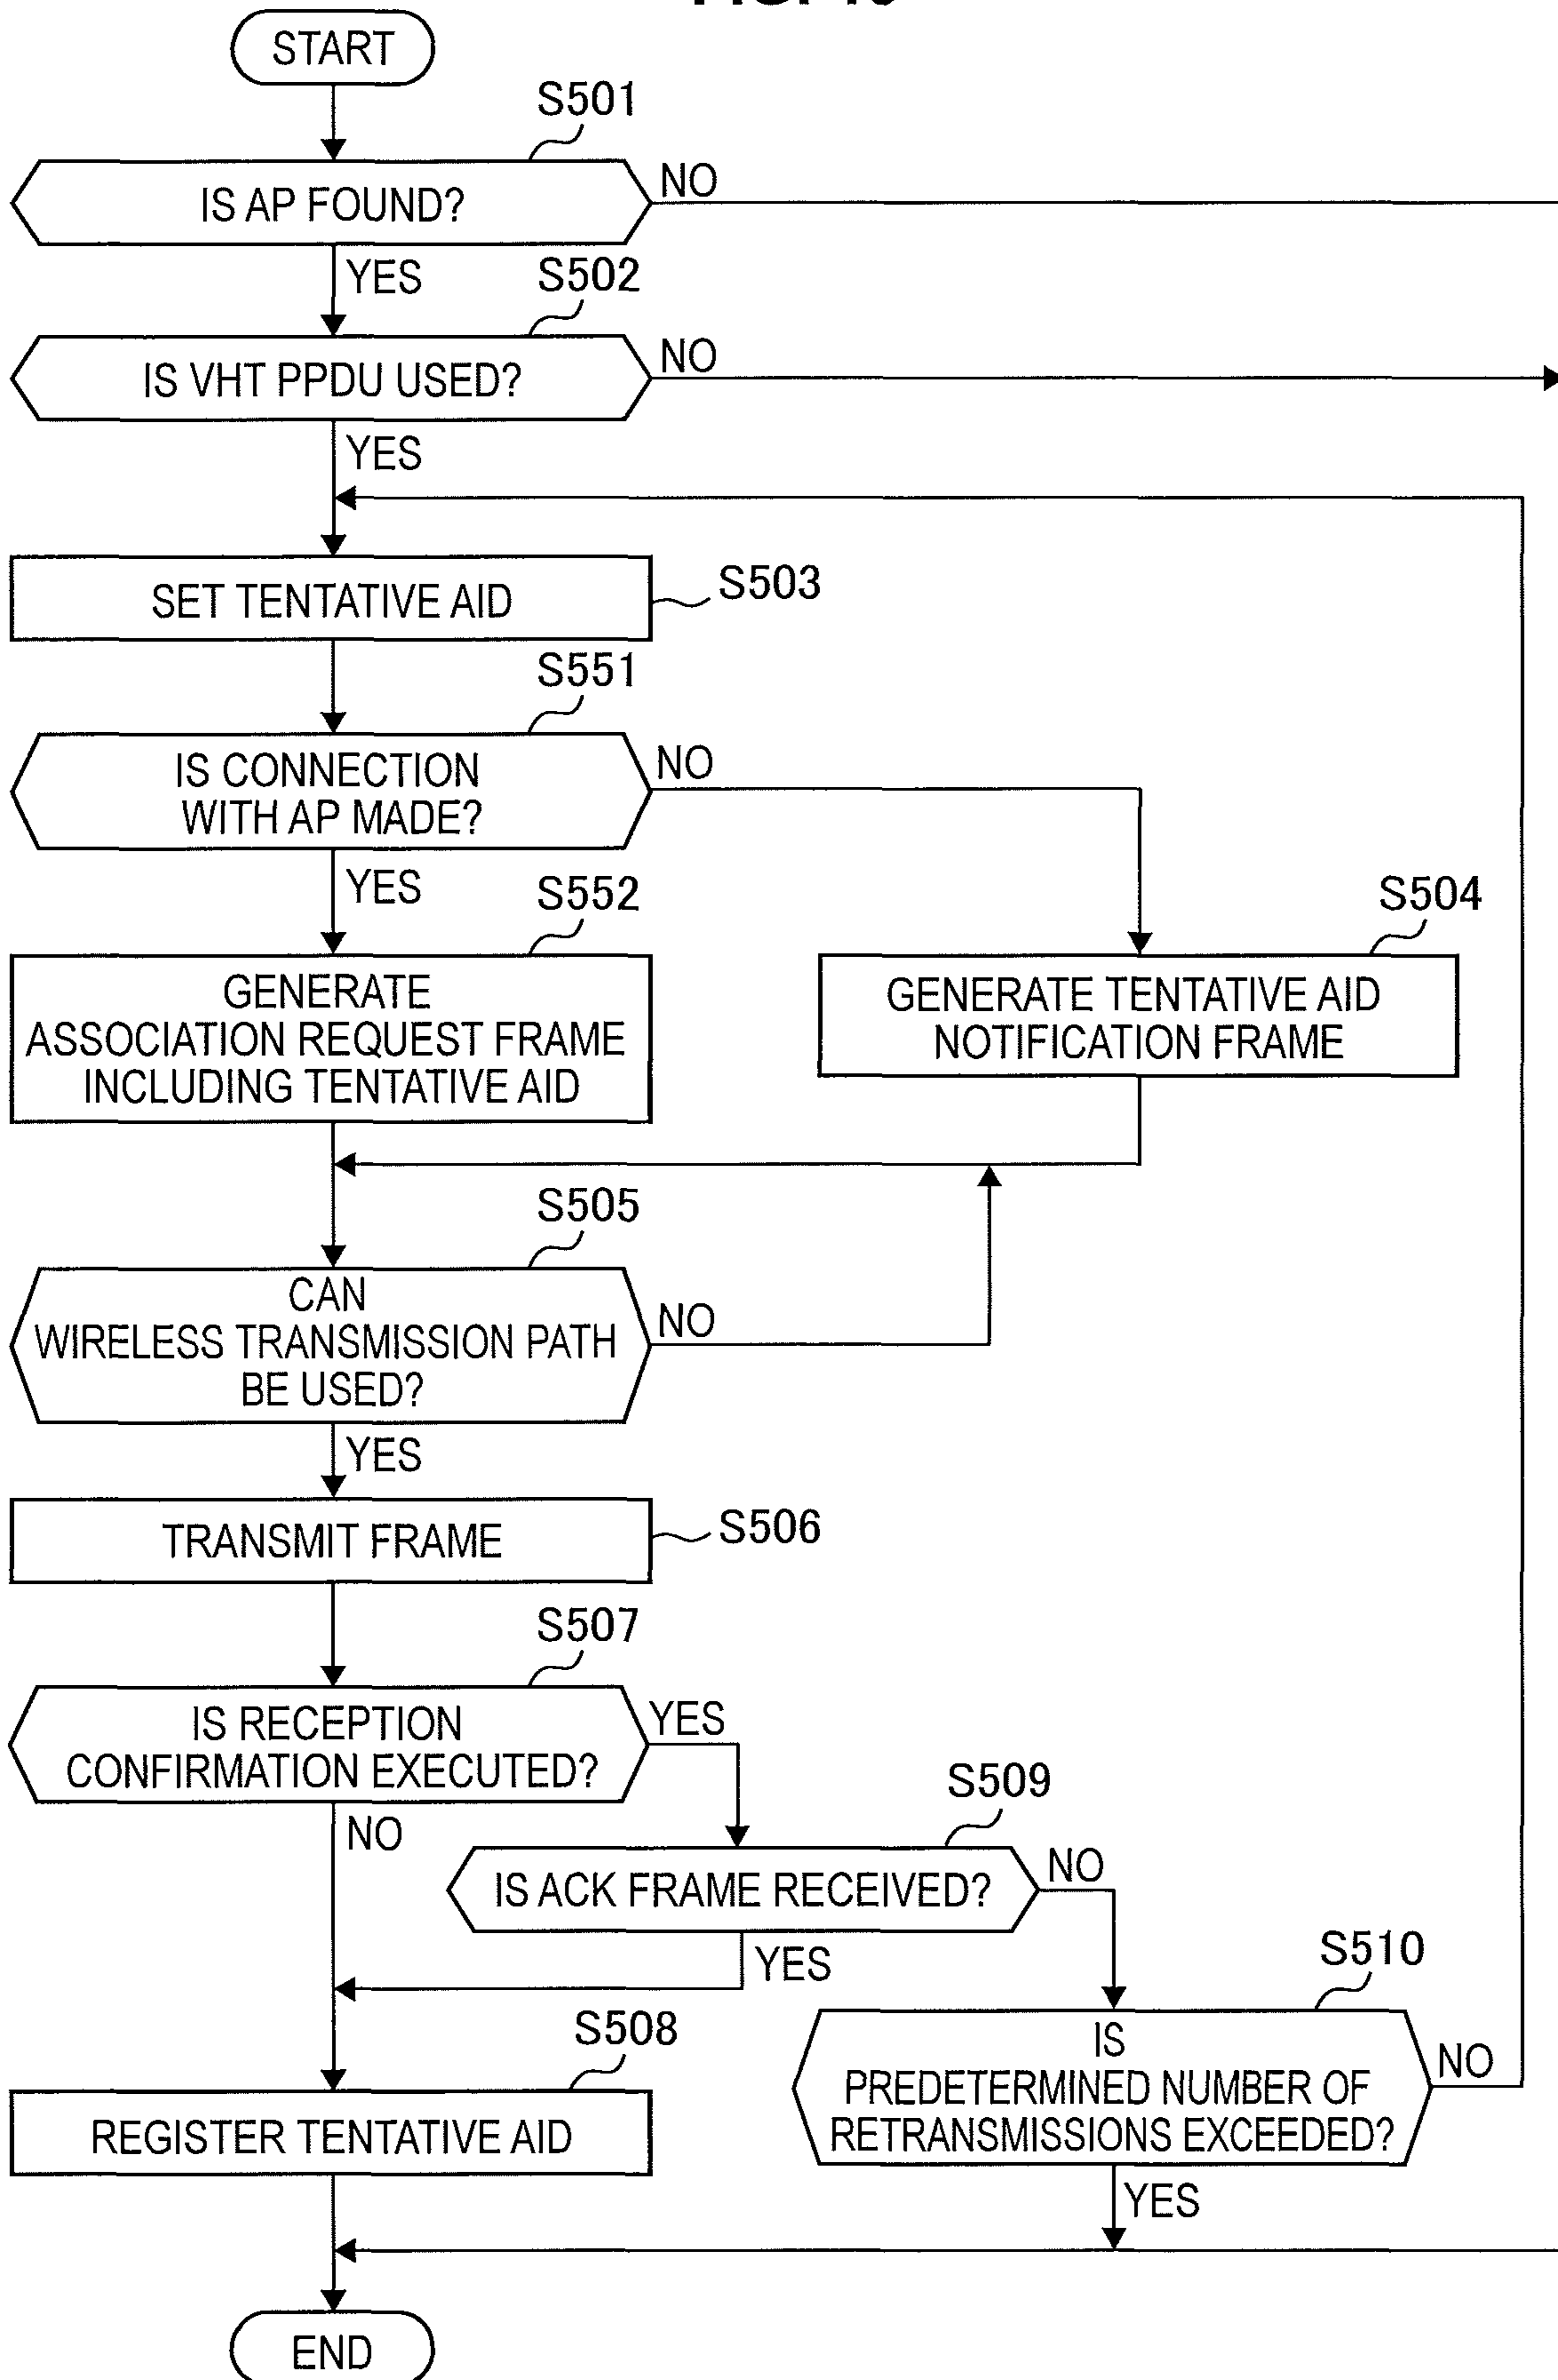 START
S501
IS AP FOUND?
NO
YES
S502
IS VHT PPDU USED?
NO
YES
SET TENTATIVE AID
S503
S551
IS CONNECTION
WITH AP MADE?
NO
YES
S552
GENERATE
ASSOCIATION REQUEST FRAME
INCLUDING TENTATIVE AID
S504
GENERATE TENTATIVE AID
NOTIFICATION FRAME
S505
CAN
WIRELESS TRANSMISSION PATH
BE USED?
NO
YES
TRANSMIT FRAME
S506
S507
IS RECEPTION
CONFIRMATION EXECUTED?
YES
NO
S509
IS ACK FRAME RECEIVED?
NO
YES
S510
IS
PREDETERMINED NUMBER OF
RETRANSMISSIONS EXCEEDED?
NO
YES
S508
REGISTER TENTATIVE AID
END